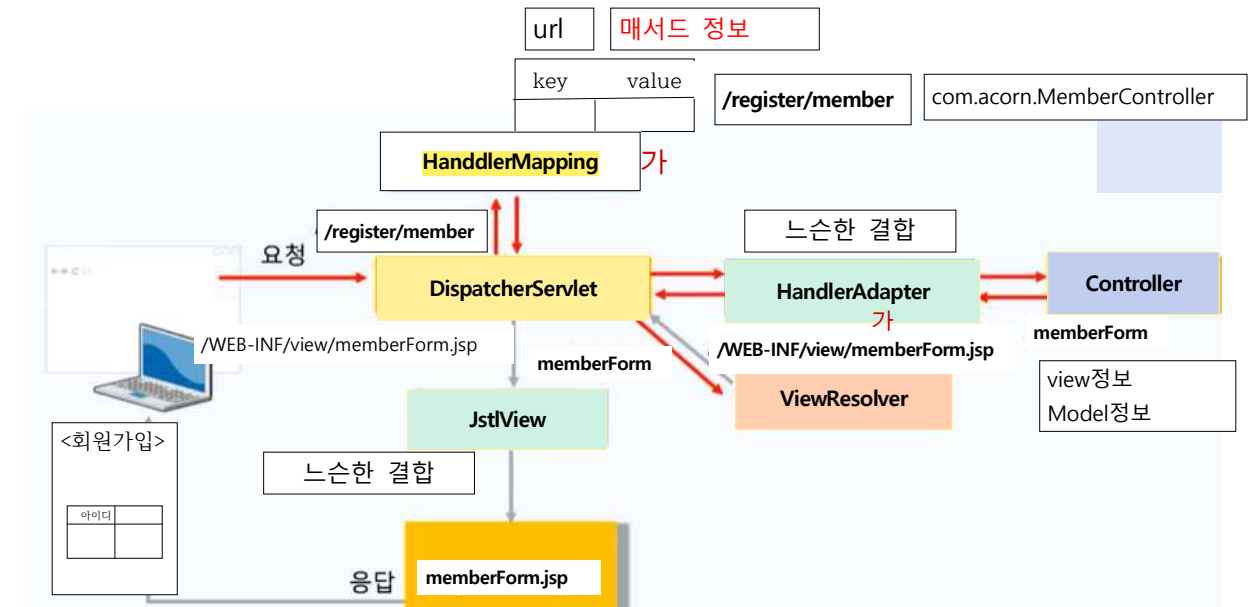 url 매서드 정보
key value
/register/member com.acorn.MemberController
HanddlerMapping 가
/register/member
느슨한 결합
요청
DispatcherServlet
HandlerAdapter
가
Controller
/WEB-INF/view/memberForm.jsp
memberForm
/WEB-INF/view/memberForm.jsp
memberForm
ViewResolver
view정보
Model정보
JstlView
<회원가입>
느슨한 결합
아이디
응답
memberForm.jsp